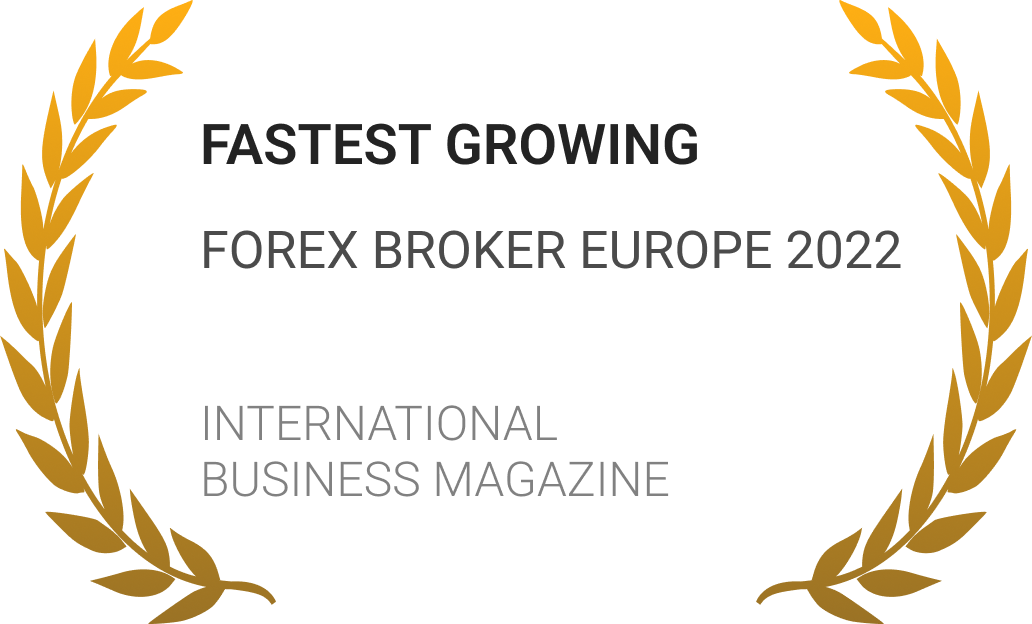 FASTEST GROWING
FOREX BROKER EUROPE 2022
INTERNATIONAL
BUSINESS MAGAZINE